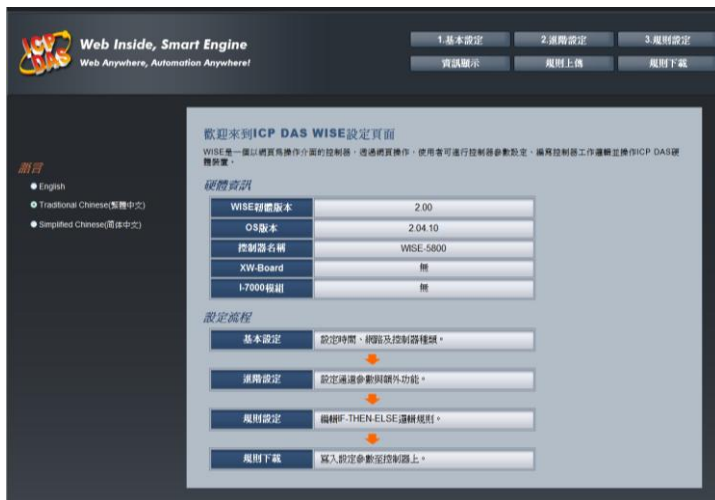 ICP DAS
Web Inside, Smart Engine
Web Anywhere, Automation Anywhere!
1.基本設定
2.進階設定
3.規則設定
資訊顯示
規則上傳
規則下載
語言
English
Traditional Chinese(繁體中文)
Simplified Chinese(简体中文)
歡迎來到ICP DAS WISE設定頁面
WISE是一個以網頁為操作介面的控制器,透過網頁操作,使用者可進行控制器參數設定、編寫控制器工作邏輯並操作ICP DAS硬
體裝置。
硬體資訊
WISE韌體版本
2.00
OS版本
2.04.10
控制器名稱
WISE-5800
XW-Board
無
I-7000模組
無
設定流程
基本設定
設定時間、網路及控制器種類。
進階設定
設定通道參數與額外功能。
規則設定
編輯IF-THEN-ELSE邏輯規則。
規則下載
寫入設定參數至控制器上。